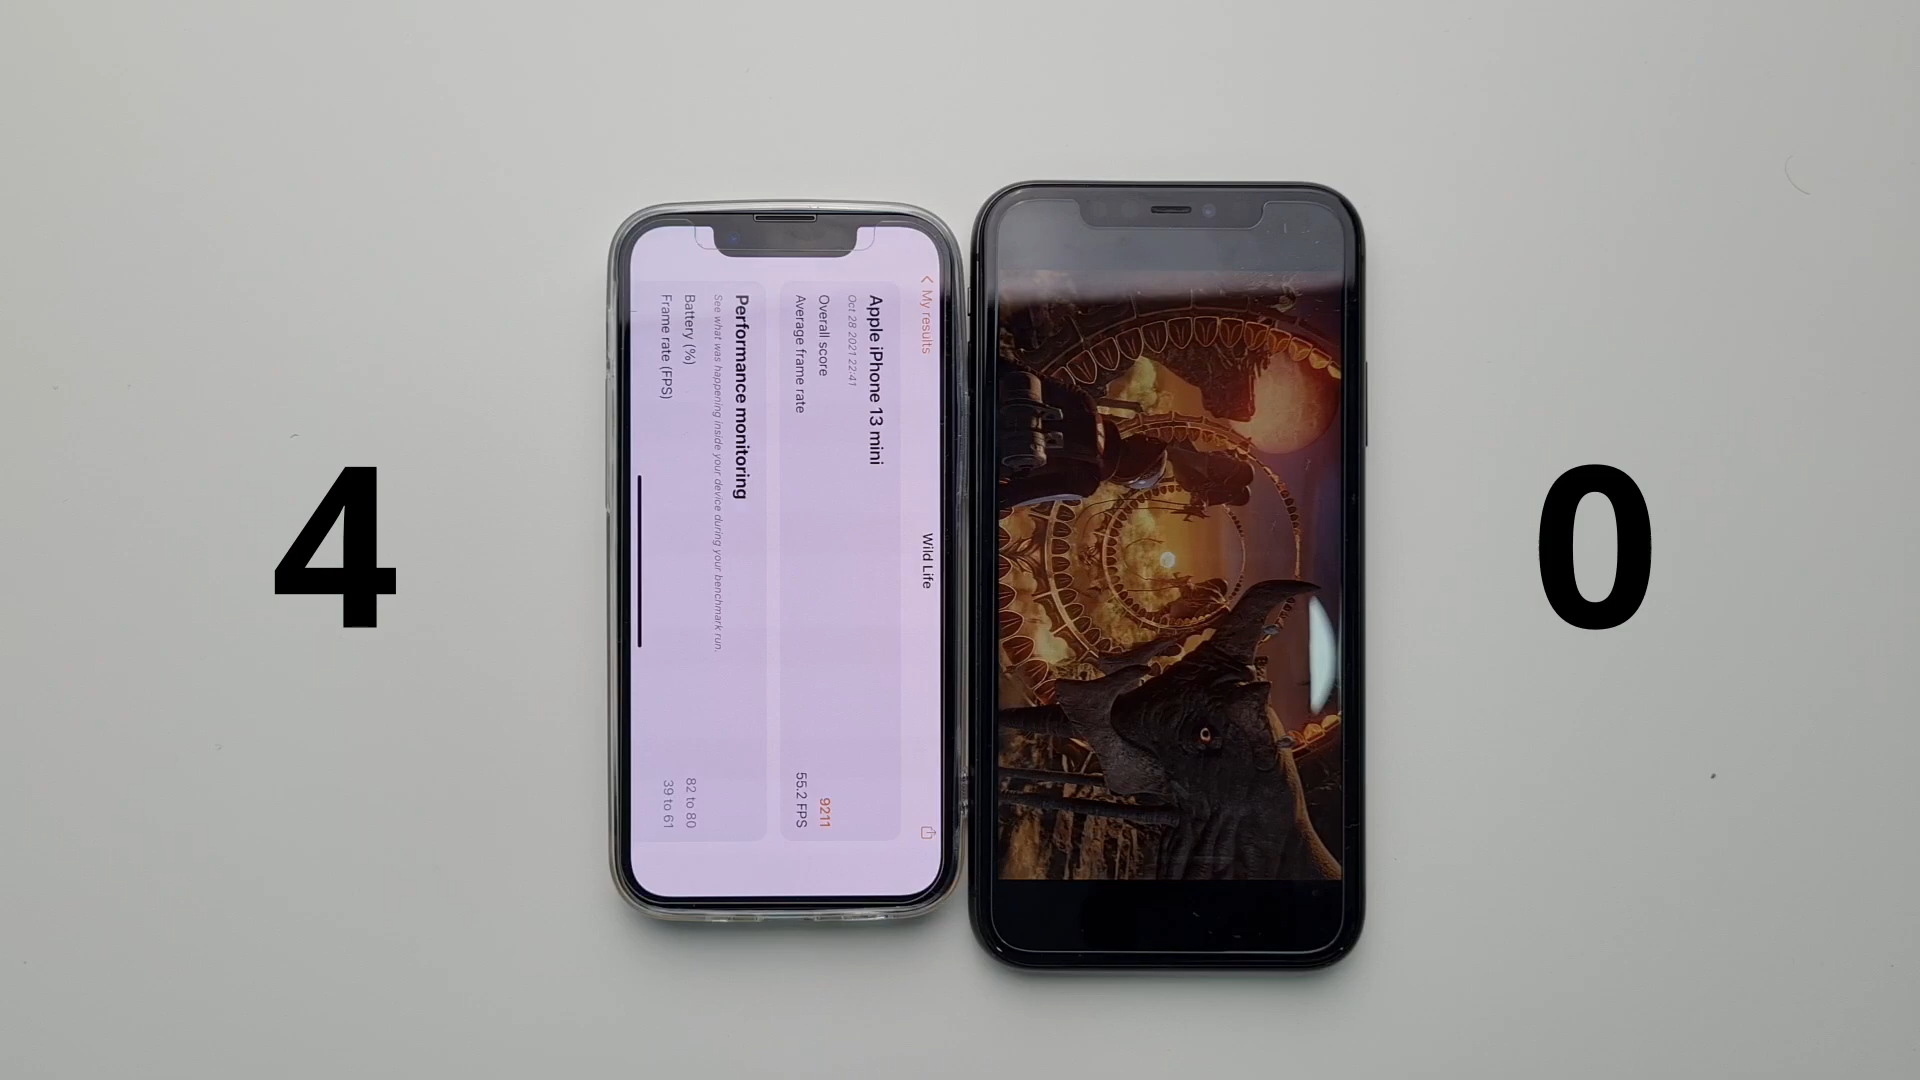 4
0
My results
Wild Life
Apple iPhone 13 mini
Oct 28 2021 22:41
Overall score 9211
Average frame rate 55.2 FPS
Performance monitoring
See what was happening inside your device during your benchmark run.
Battery (%) 82 to 80
Frame rate (FPS) 39 to 61